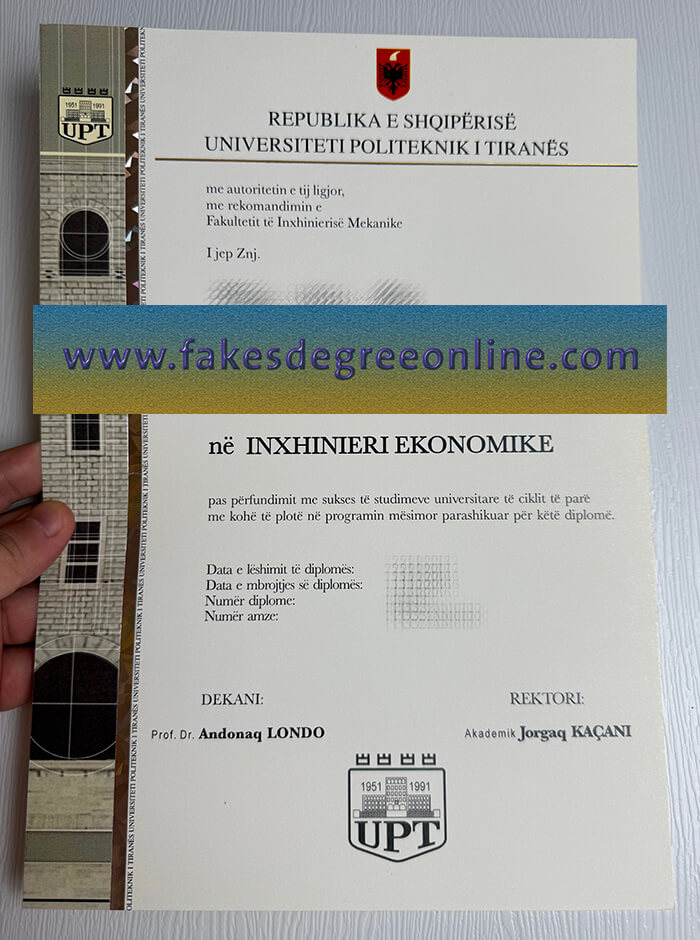 1951 1991
UPT
REPUBLIKA E SHQIPËRISË
UNIVERSITETI POLITEKNIK I TIRANËS
me autoritetin e tij ligjor,
me rekomandimin e
Fakultetit të Inxhinierisë Mekanike
I jep Znj.
www.fakesdegreeonline.com
në INXHINIERI EKONOMIKE
pas përfundimit me sukses të studimeve universitare të ciklit të parë
me kohë të plotë në programin mësimor parashikuar për këtë diplomë.
Data e lëshimit të diplomës:
Data e mbrojtjes së diplomës:
Numër diplome:
Numër amze:
DEKANI:
REKTORI:
Prof. Dr. Andonaq LONDO
Akademik Jorgaq KAÇANI
1951 1991
UPT
UNIVERSITETI POLITEKNIK I TIRANËS